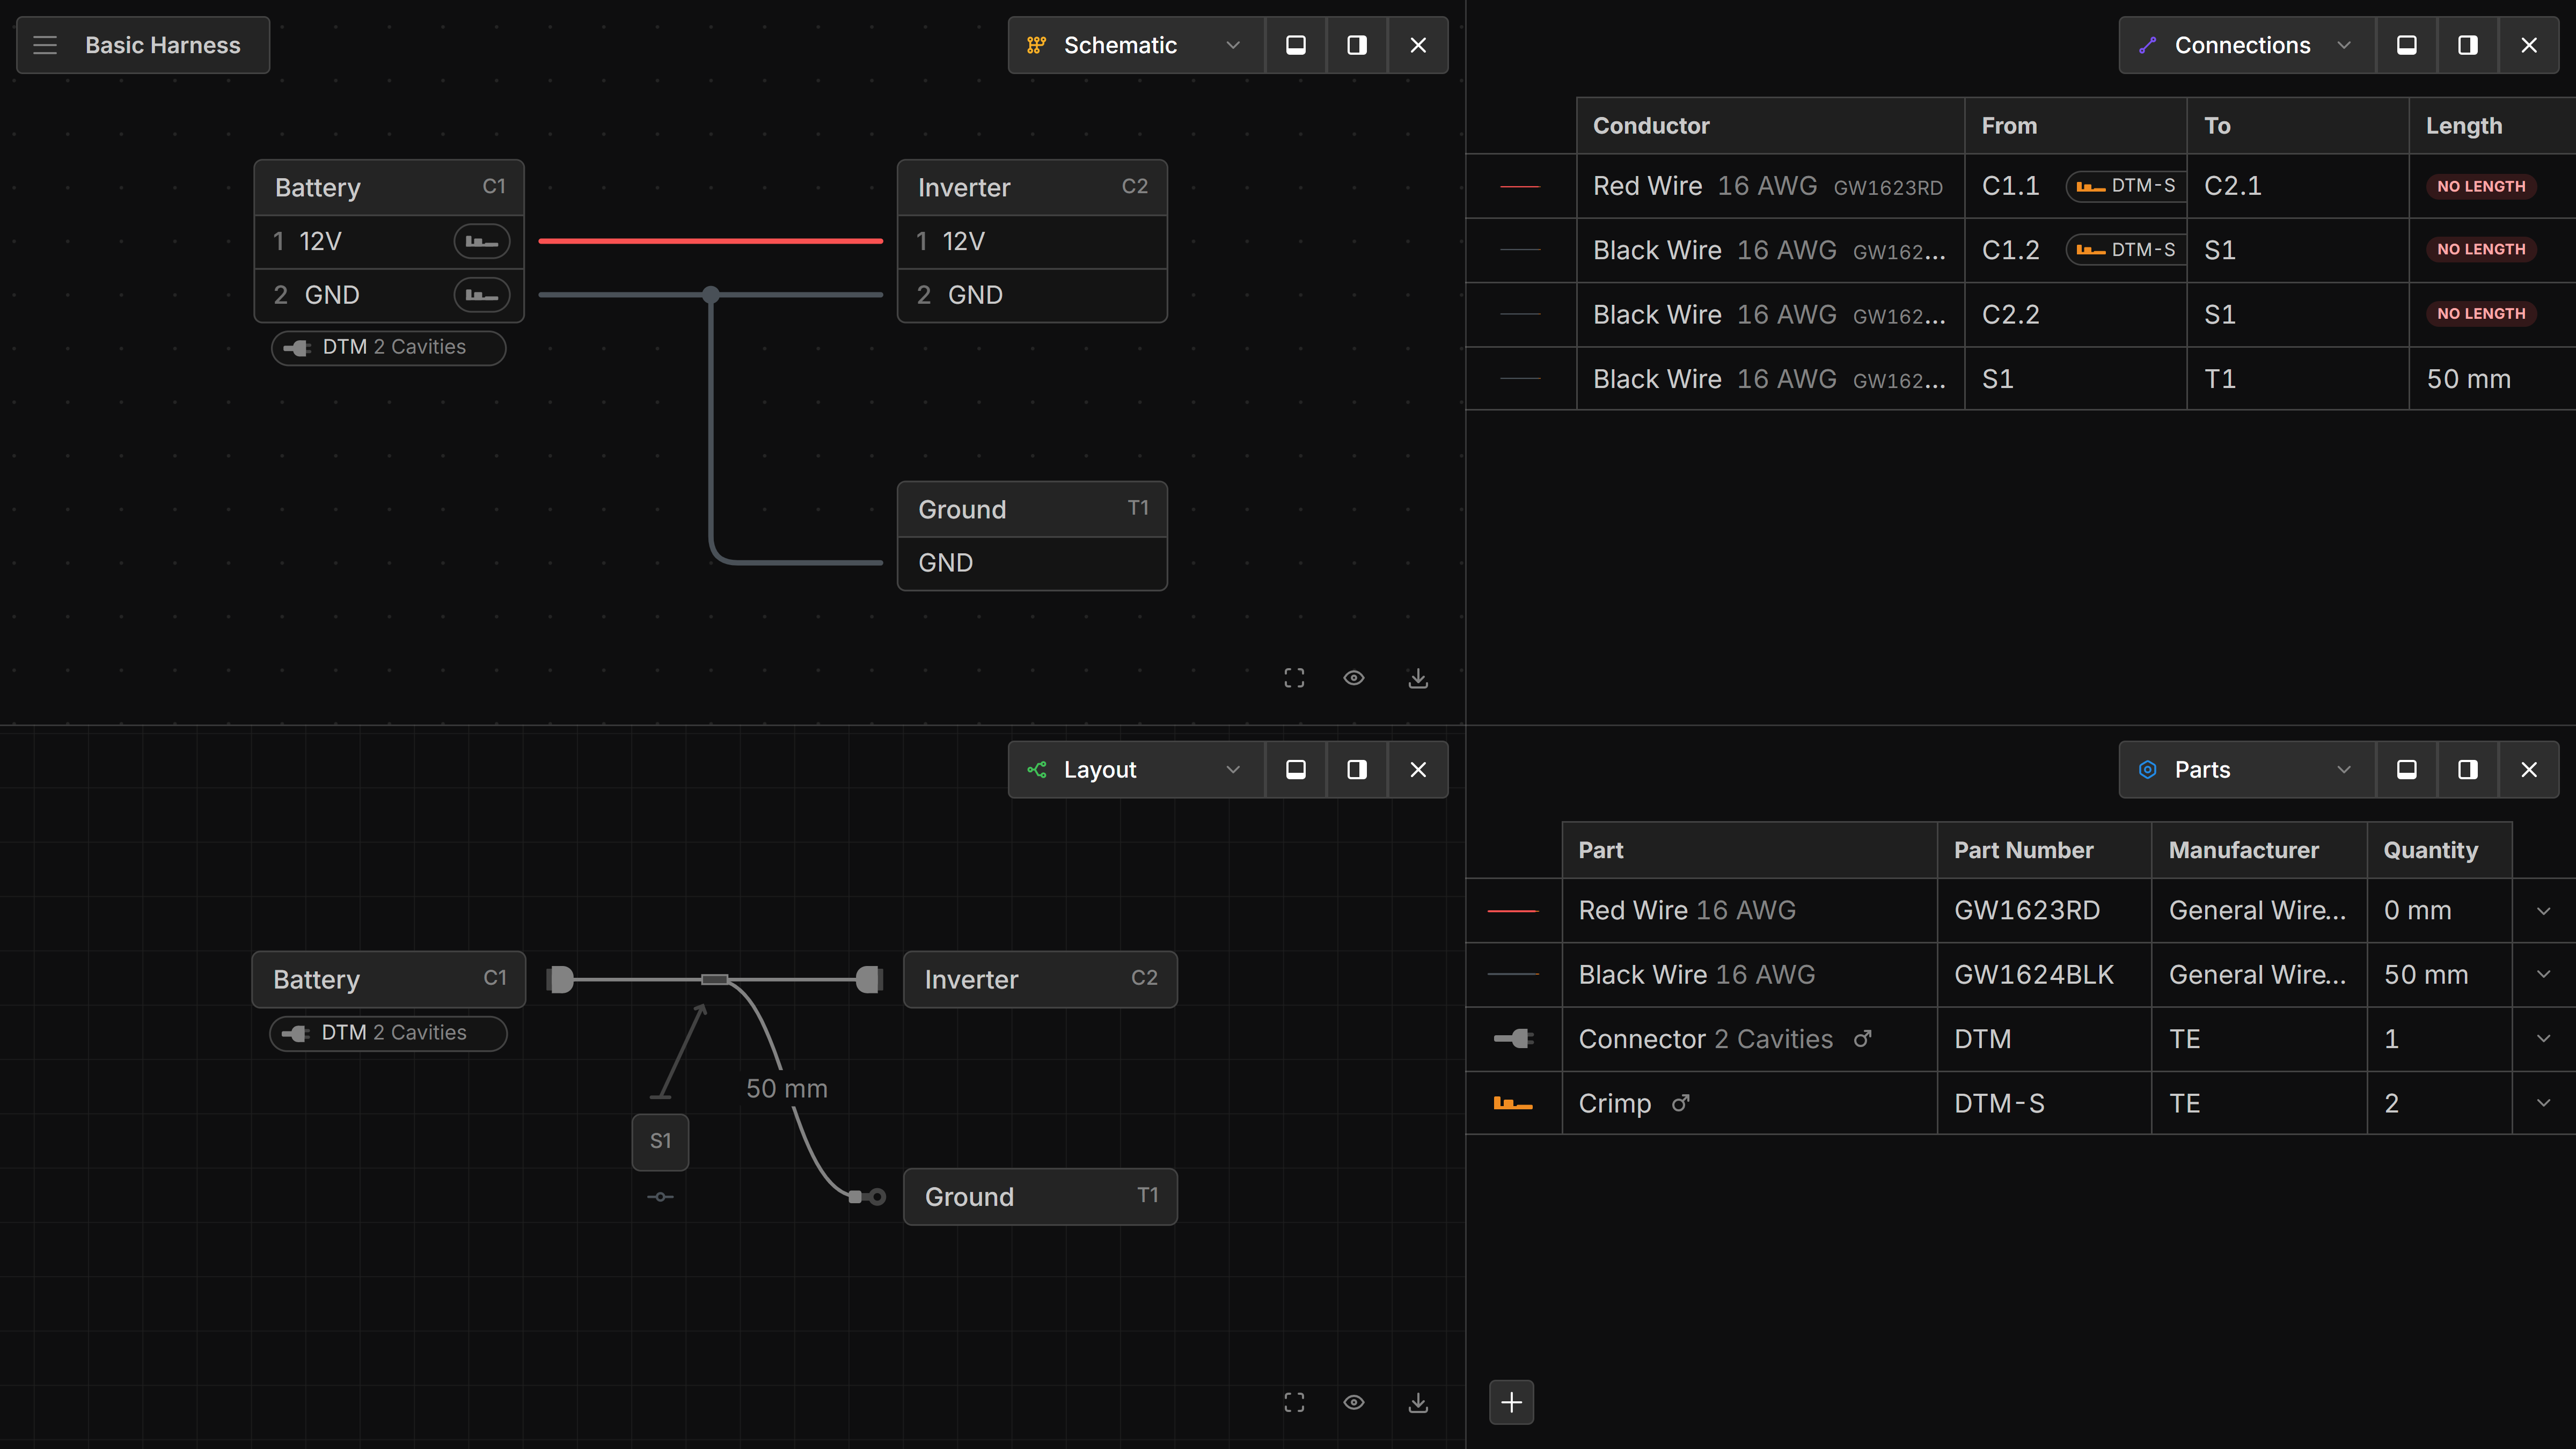 Basic Harness
Schematic
Battery C1
1 12V
2 GND
DTM 2 Cavities
Inverter C2
1 12V
2 GND
Ground T1
GND
Connections
Conductor From To Length
Red Wire 16 AWG GW1623RD C1.1 DTM-S C2.1 NO LENGTH
Black Wire 16 AWG GW162... C1.2 DTM-S S1 NO LENGTH
Black Wire 16 AWG GW162... C2.2 S1 NO LENGTH
Black Wire 16 AWG GW162... S1 T1 50 mm
Layout
Battery C1
DTM 2 Cavities
Inverter C2
50 mm
S1
Ground T1
Parts
Part Part Number Manufacturer Quantity
Red Wire 16 AWG GW1623RD General Wire... 0 mm
Black Wire 16 AWG GW1624BLK General Wire... 50 mm
Connector 2 Cavities ♂ DTM TE 1
Crimp ♂ DTM-S TE 2